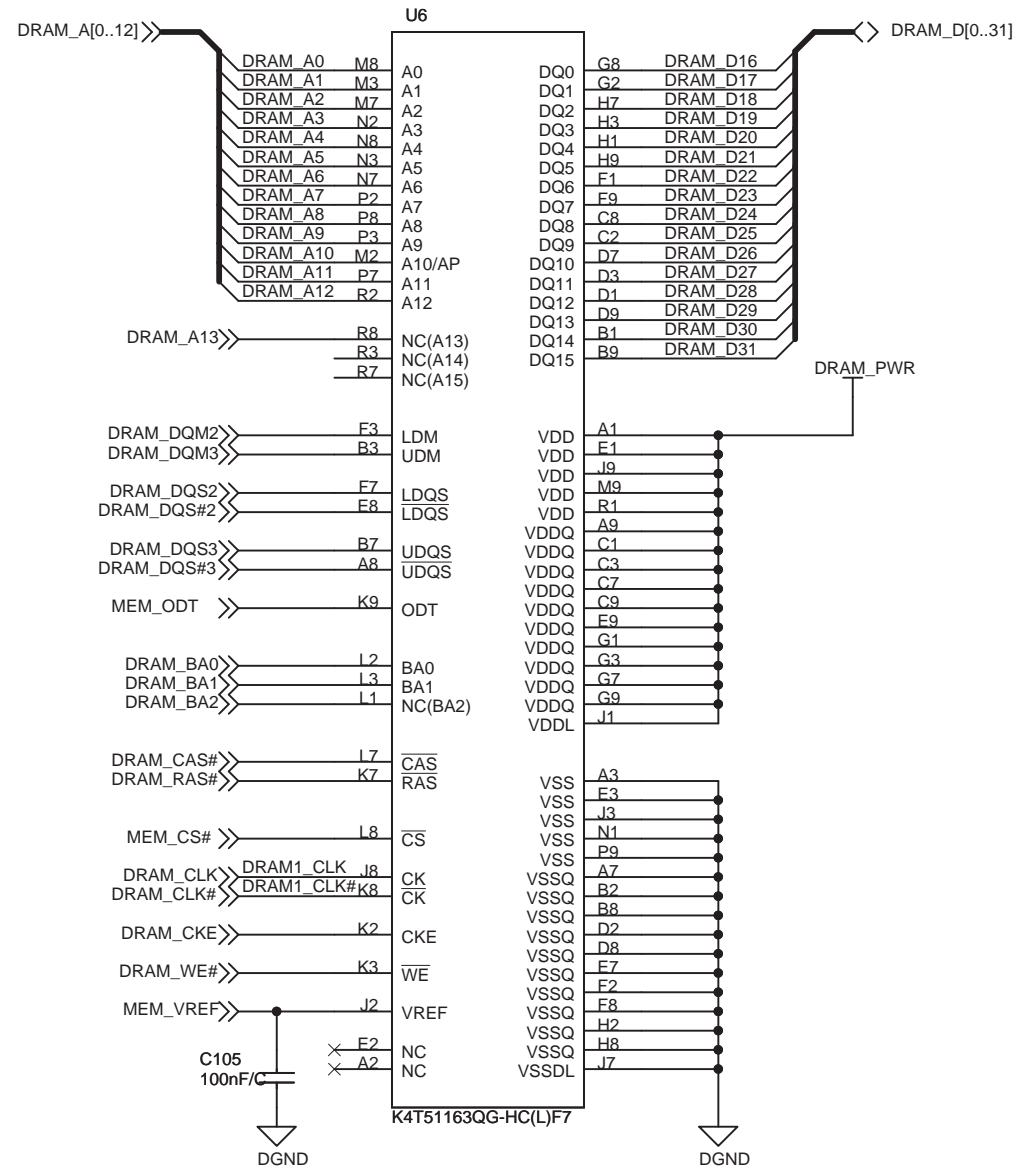 U6
DRAM_A[0..12] DRAM_D[0..31]
DRAM_A0 M8 A0 DQ0 G8 DRAM_D16
DRAM_A1 M3 A1 DQ1 G2 DRAM_D17
DRAM_A2 M7 A2 DQ2 H7 DRAM_D18
DRAM_A3 N2 A3 DQ3 H3 DRAM_D19
DRAM_A4 N8 A4 DQ4 H1 DRAM_D20
DRAM_A5 N3 A5 DQ5 H9 DRAM_D21
DRAM_A6 N7 A6 DQ6 F1 DRAM_D22
DRAM_A7 P2 A7 DQ7 F9 DRAM_D23
DRAM_A8 P8 A8 DQ8 C8 DRAM_D24
DRAM_A9 P3 A9 DQ9 C2 DRAM_D25
DRAM_A10 M2 A10/AP DQ10 D7 DRAM_D26
DRAM_A11 P7 A11 DQ11 D3 DRAM_D27
DRAM_A12 R2 A12 DQ12 D1 DRAM_D28
DQ13 D9 DRAM_D29
DRAM_A13 R8 NC(A13) DQ14 B1 DRAM_D30
R3 NC(A14) DQ15 B9 DRAM_D31
R7 NC(A15)
DRAM_PWR
DRAM_DQM2 F3 LDM VDD A1
DRAM_DQM3 B3 UDM VDD E1
VDD J9
DRAM_DQS2 F7 LDQS VDD M9
DRAM_DQS#2 E8 LDQS VDD R1
VDDQ A9
DRAM_DQS3 B7 UDQS VDDQ C1
DRAM_DQS#3 A8 UDQS VDDQ C3
VDDQ C7
MEM_ODT K9 ODT VDDQ C9
VDDQ E9
VDDQ G1
DRAM_BA0 L2 BA0 VDDQ G3
DRAM_BA1 L3 BA1 VDDQ G7
DRAM_BA2 L1 NC(BA2) VDDQ G9
VDDL J1
DRAM_CAS# L7 CAS
DRAM_RAS# K7 RAS VSS A3
VSS E3
VSS J3
MEM_CS# L8 CS VSS N1
VSS P9
DRAM_CLK DRAM1_CLK J8 CK VSSQ A7
DRAM_CLK# DRAM1_CLK# K8 CK VSSQ B2
VSSQ B8
DRAM_CKE K2 CKE VSSQ D2
VSSQ D8
DRAM_WE# K3 WE VSSQ E7
VSSQ F2
MEM_VREF J2 VREF VSSQ F8
VSSQ H2
E2 NC VSSQ H8
A2 NC VSSDL J7
C105
100nF/C
K4T51163QG-HC(L)F7
DGND DGND